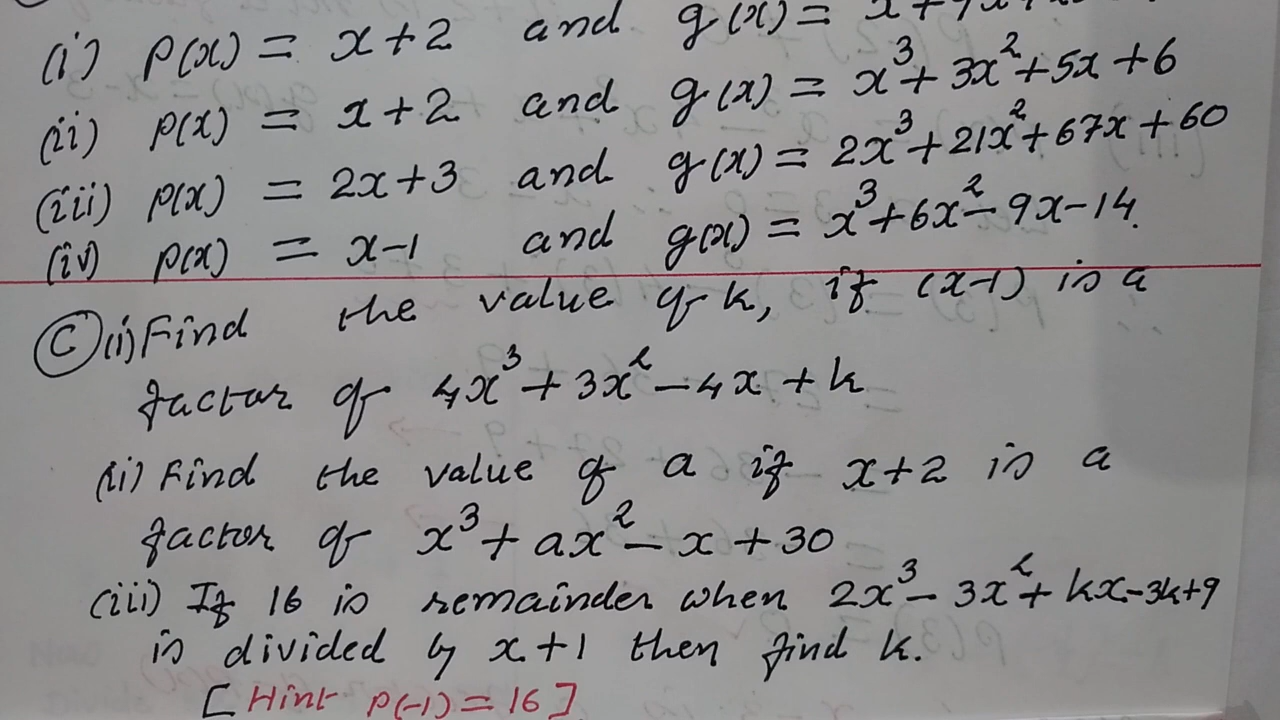 (i) p(x) = x+2 and g(x) =
(ii) p(x) = x+2 and g(x) = x³+3x²+5x+6
(iii) p(x) = 2x+3 and g(x) = 2x³+21x²+67x+60
(iv) p(x) = x-1 and g(x) = x³+6x²-9x-14.
Ⓒ(i) Find the value of k, if (x-1) is a
factor of 4x³+3x²-4x+k
(ii) Find the value of a if x+2 is a
factor of x³+ax²-x+30
(iii) If 16 is remainder when 2x³-3x²+kx-3k+9
is divided by x+1 then find k.
[Hint p(-1)=16]